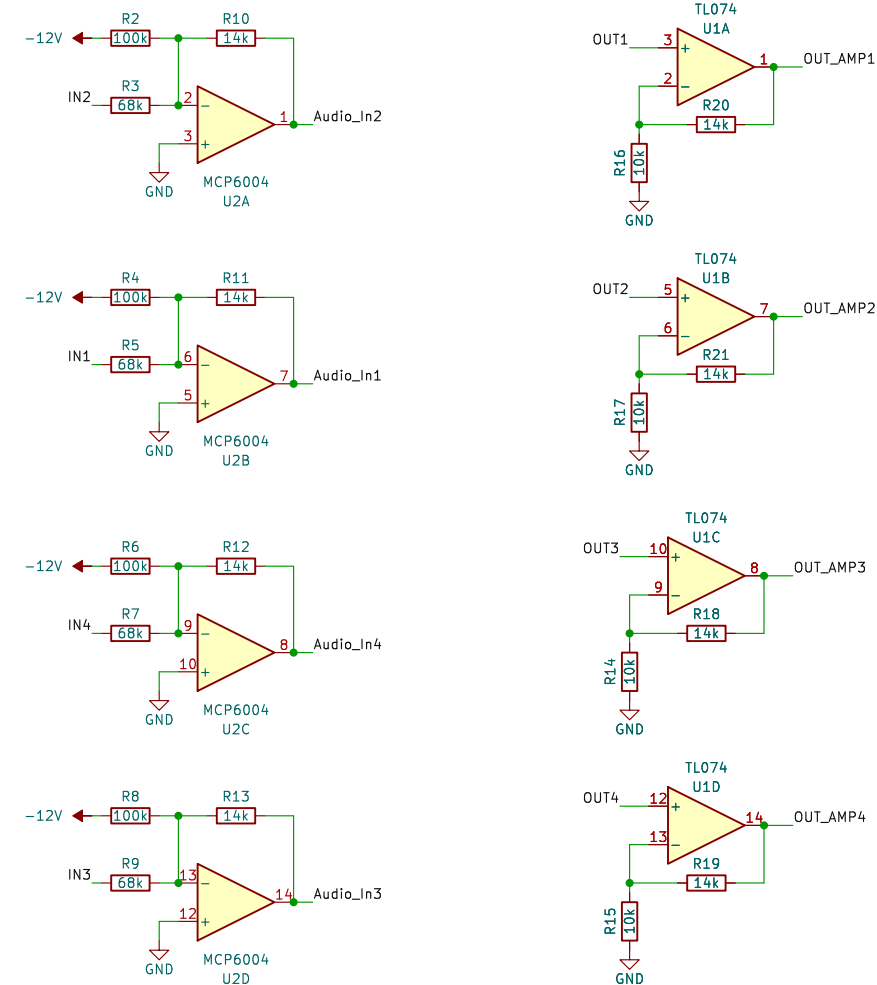 R2
R10
-12V
100k
14k
R3
IN2
68k
2
−
1
Audio_In2
3
+
GND
MCP6004
U2A
TL074
U1A
OUT1
3
+
1
OUT_AMP1
2
−
R20
14k
R16
10k
GND
R4
R11
-12V
100k
14k
R5
IN1
68k
6
−
7
Audio_In1
5
+
GND
MCP6004
U2B
TL074
U1B
OUT2
5
+
7
OUT_AMP2
6
−
R21
14k
R17
10k
GND
R6
R12
-12V
100k
14k
R7
IN4
68k
9
−
8
Audio_In4
10
+
GND
MCP6004
U2C
TL074
U1C
OUT3
10
+
8
OUT_AMP3
9
−
R18
14k
R14
10k
GND
R8
R13
-12V
100k
14k
R9
IN3
68k
13
−
14
Audio_In3
12
+
GND
MCP6004
U2D
TL074
U1D
OUT4
12
+
14
OUT_AMP4
13
−
R19
14k
R15
10k
GND